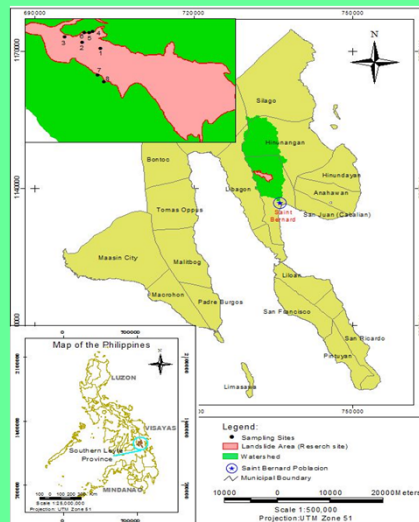 690000 720000 750000
1170000
N
3 6 5 4
2 1
7
8
Silago
Hinunangan
Bontoc
Hinundayan
1140000
Libagon
Anahawan
Tomas Oppus
San Juan (Cabalian)
Saint
Bernard
Maasin City
Malitbog
Liloan
Macrohon
Padre Burgos
San Francisco
San Ricardo
Pintuyan
Limasawa
Map of the Philippines
LUZON
VISAYAS
Southern Leyte
Province
MINDANAO
Scale 1:25,000,000
Projection:UTM Zone 51
Legend:
Sampling Sites
Landslide Area (Reserch site)
Watershed
Saint Bernard Poblacion
Municipal Boundary
10000 0 10000 20000Meters
Scale 1:500,000
Projection:UTM Zone 51